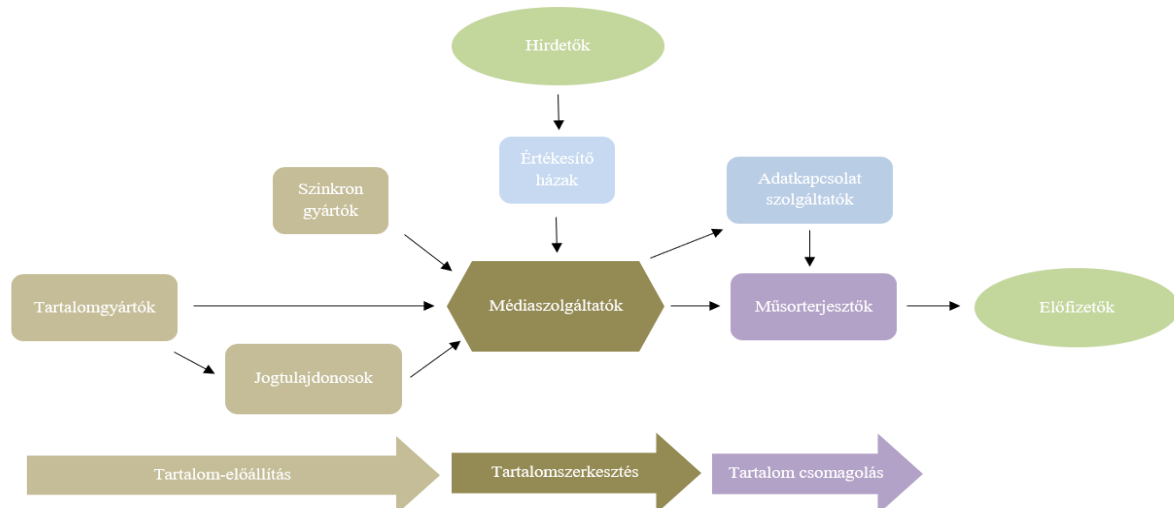 Hirdetők
Értékesítő
házak
Szinkron
gyártók
Adatkapcsolat
szolgáltatók
Tartalomgyártók
Médiaszolgáltatók
Műsorterjesztők
Előfizetők
Jogtulajdonosok
Tartalom-előállítás
Tartalomszerkesztés
Tartalom csomagolás